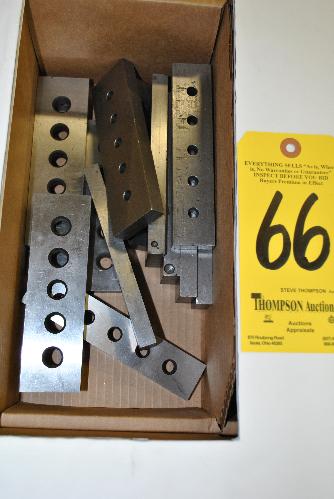 EVERYTHING SELLS "As is, Where
is, No Warranties or Guarantees"
INSPECT BEFORE YOU BID
Buyers Premium in Effect
66
STEVE THOMPSON
THOMPSON Auction
Auctions
Appraisals
Ohio